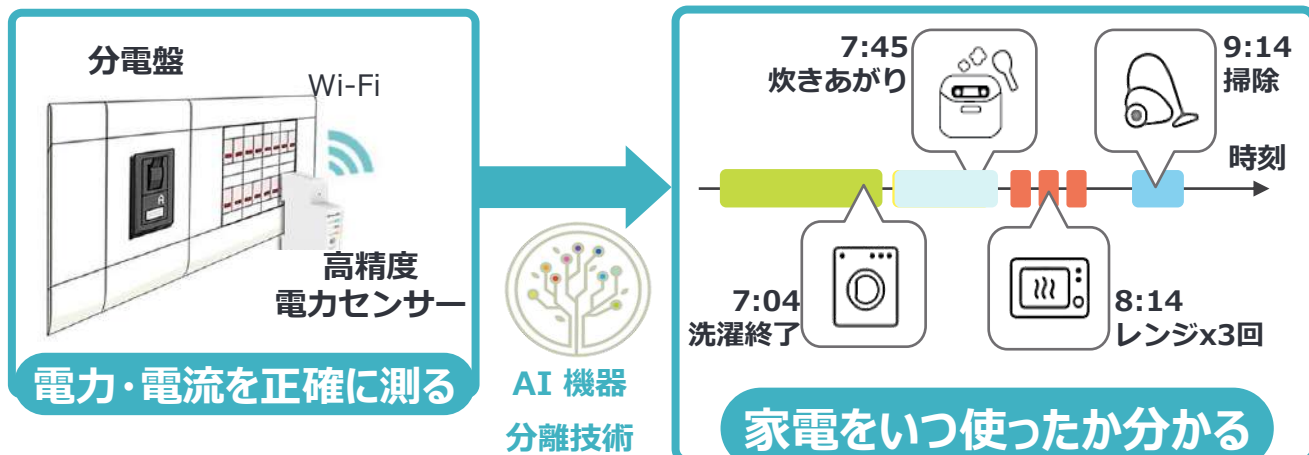 分電盤
Wi-Fi
高精度
電力センサー
電力・電流を正確に測る
AI 機器
分離技術
7:45
炊きあがり
9:14
掃除
時刻
7:04
洗濯終了
8:14
レンジx3回
家電をいつ使ったか分かる